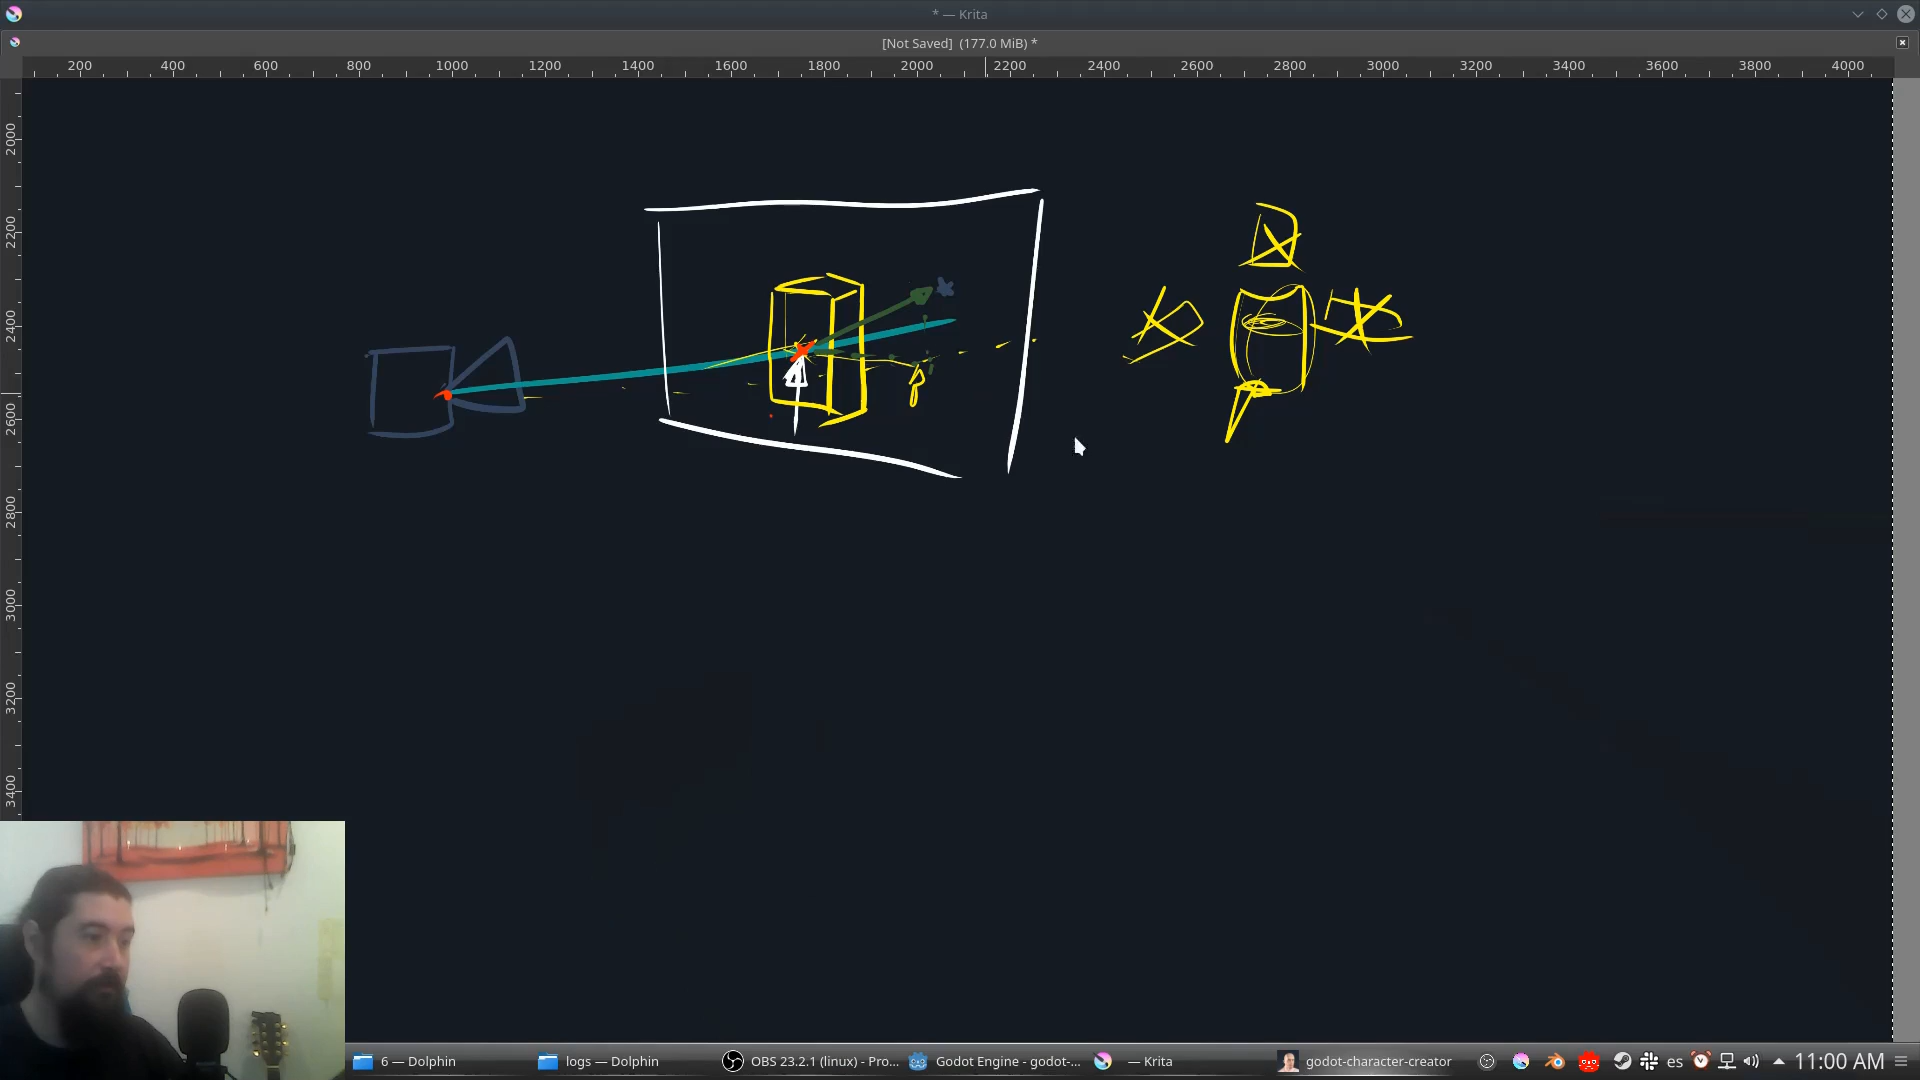 * — Krita
[Not Saved] (177.0 MiB) *
200 400 600 800 1000 1200 1400 1600 1800 2000 2200 2400 2600 2800 3000 3200 3400 3600 3800 4000
2000
2200
2400
2600
2800
3000
3200
3400
6 — Dolphin
logs — Dolphin
OBS 23.2.1 (linux) - Pro...
Godot Engine - godot-...
— Krita
godot-character-creator
es
11:00 AM